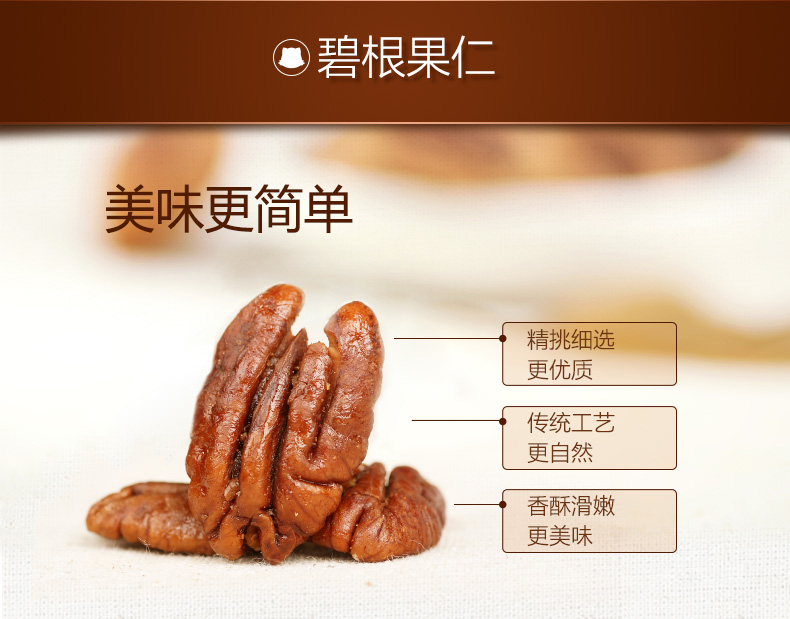 碧根果仁
美味更简单
精挑细选
更优质
传统工艺
更自然
香酥滑嫩
更美味